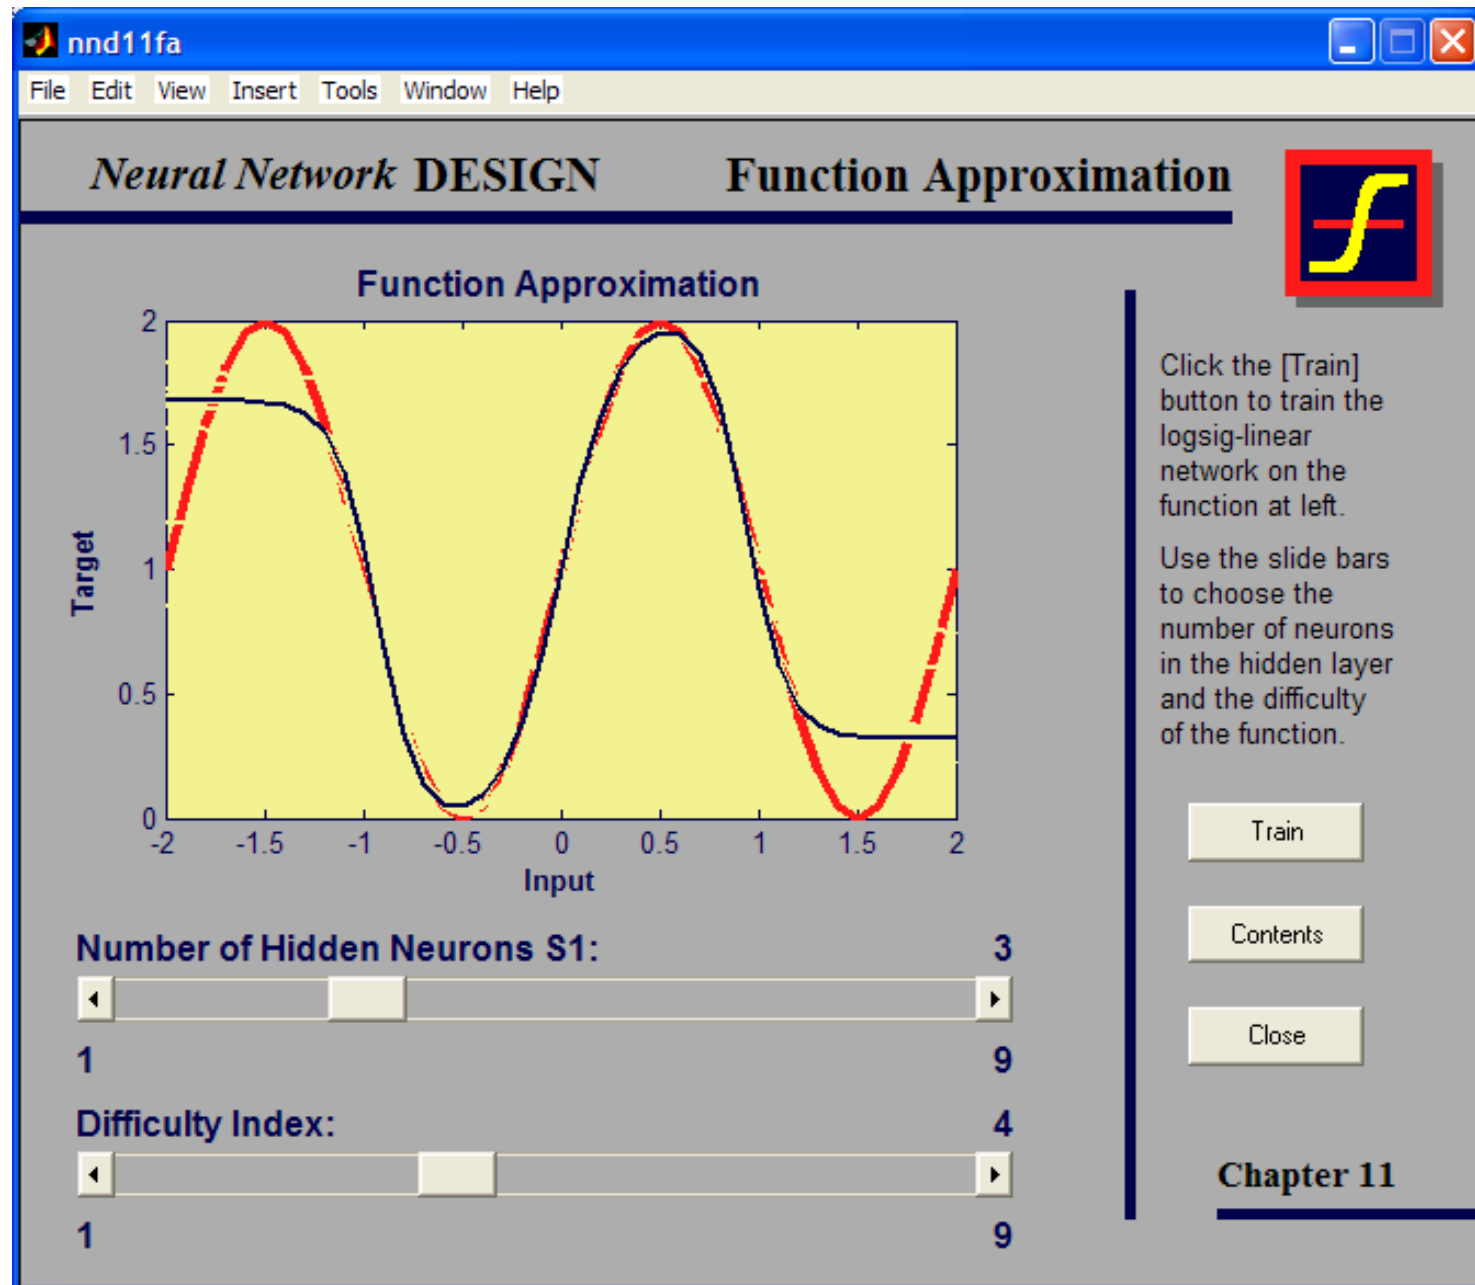 nnd11fa
File Edit View Insert Tools Window Help
Neural Network DESIGN Function Approximation
Function Approximation
2
1.5
1
0.5
0
Target
-2 -1.5 -1 -0.5 0 0.5 1 1.5 2
Input
Click the [Train]
button to train the
logsig-linear
network on the
function at left.
Use the slide bars
to choose the
number of neurons
in the hidden layer
and the difficulty
of the function.
Train
Contents
Close
Number of Hidden Neurons S1: 3
1 9
Difficulty Index: 4
1 9
Chapter 11